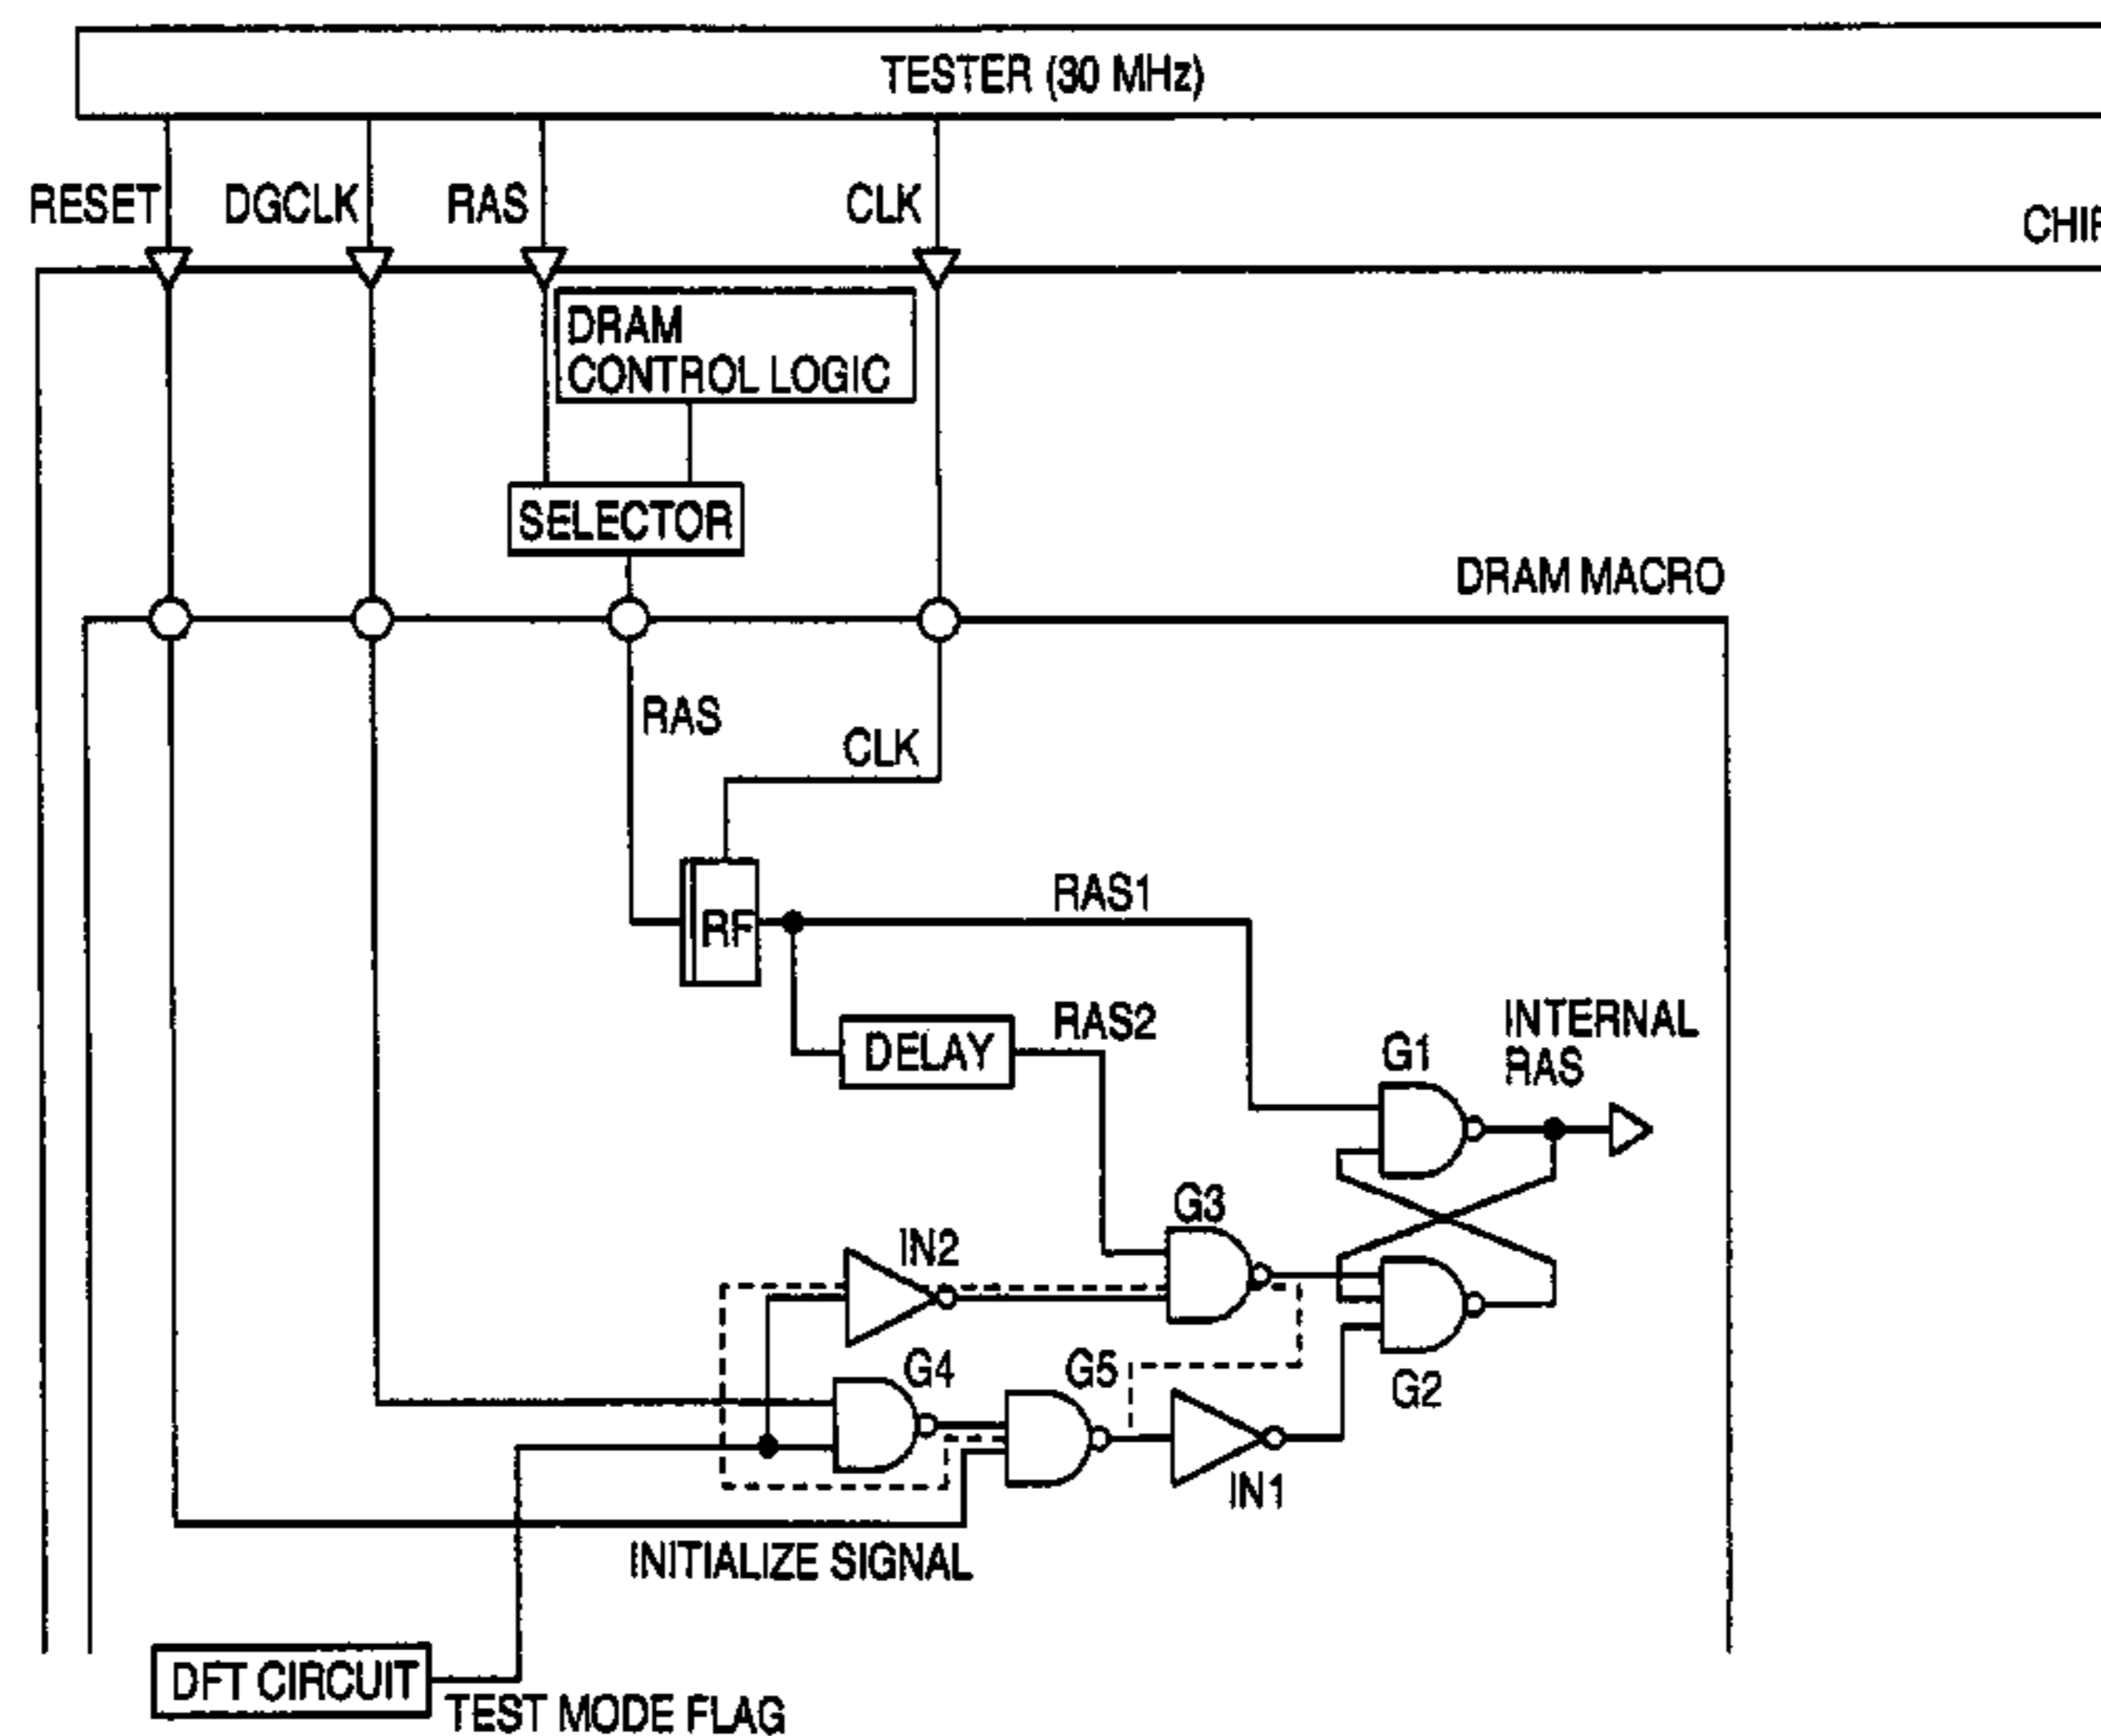 TESTER (30 MHz)
RESET
DGCLK
RAS
CLK
CHIP
DRAM
CONTROL LOGIC
SELECTOR
DRAM MACRO
RAS
CLK
RF
RAS1
DELAY
RAS2
INTERNAL
RAS
G1
G3
IN2
G4
G5
G2
IN1
INITIALIZE SIGNAL
DFT CIRCUIT
TEST MODE FLAG